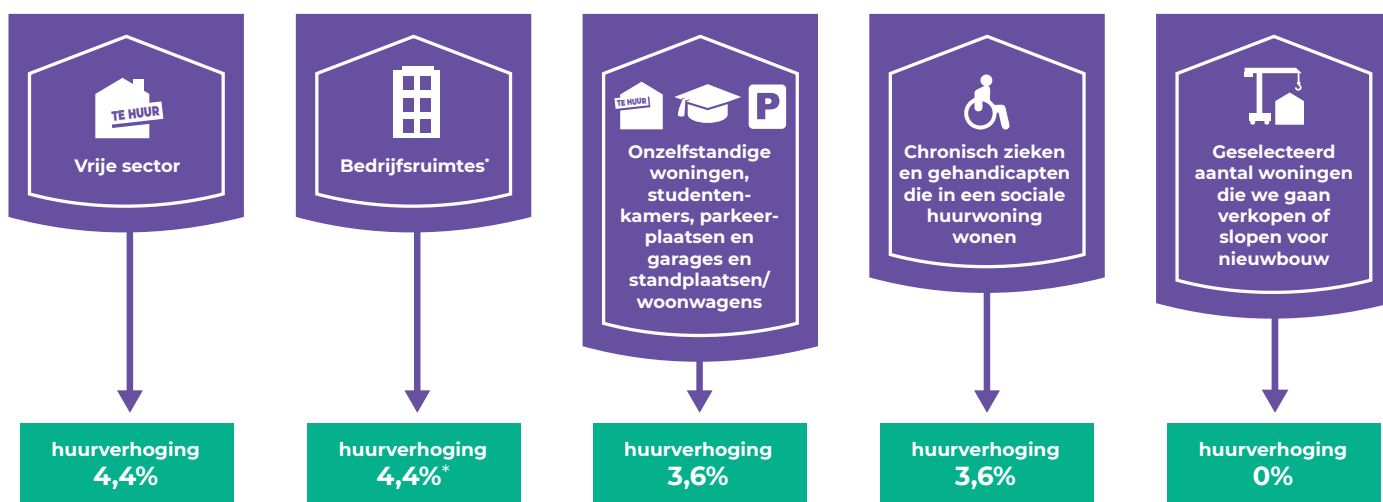 TE HUUR
Vrije sector
huurverhoging
4,4%
Bedrijfsruimtes*
huurverhoging
4,4%*
TE HUUR
P
Onzelfstandige
woningen,
studenten-
kamers, parkeer-
plaatsen en
garages en
standplaatsen/
woonwagens
huurverhoging
3,6%
Chronisch zieken
en gehandicapten
die in een sociale
huurwoning
wonen
huurverhoging
3,6%
Geselecteerd
aantal woningen
die we gaan
verkopen of
slopen voor
nieuwbouw
huurverhoging
0%